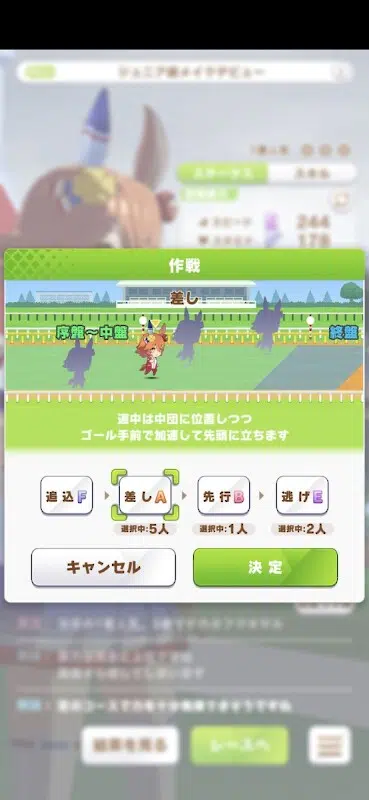 ジュニア級メイクデビュー
ステータス スキル
スピード 244
178
作戦
差し
序盤～中盤 終盤
道中は中団に位置しつつ
ゴール手前で加速して先頭に立ちます
追込F 差しA 先行B 逃げE
選択中:5人 選択中:1人 選択中:2人
キャンセル 決定
結果を見る レースへ